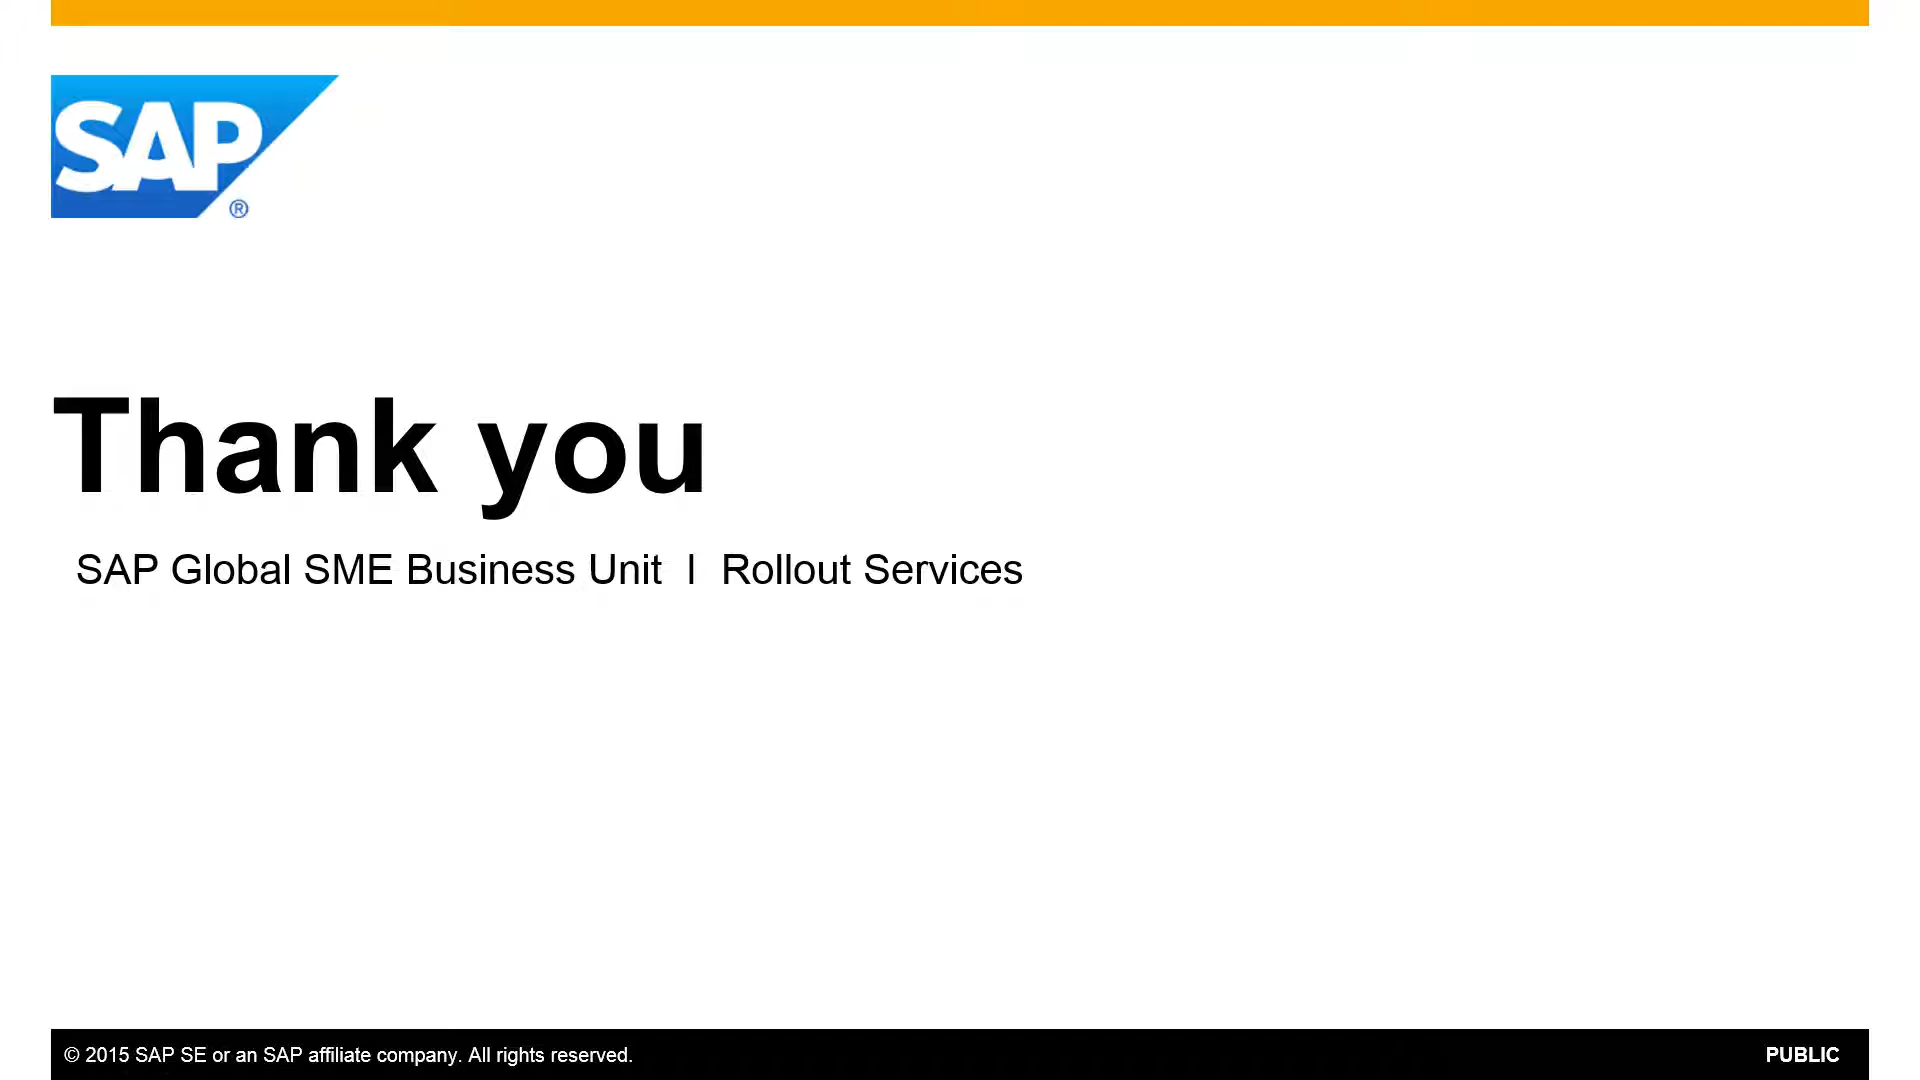 SAP
®
Thank you
SAP Global SME Business Unit I Rollout Services
© 2015 SAP SE or an SAP affiliate company. All rights reserved.
PUBLIC